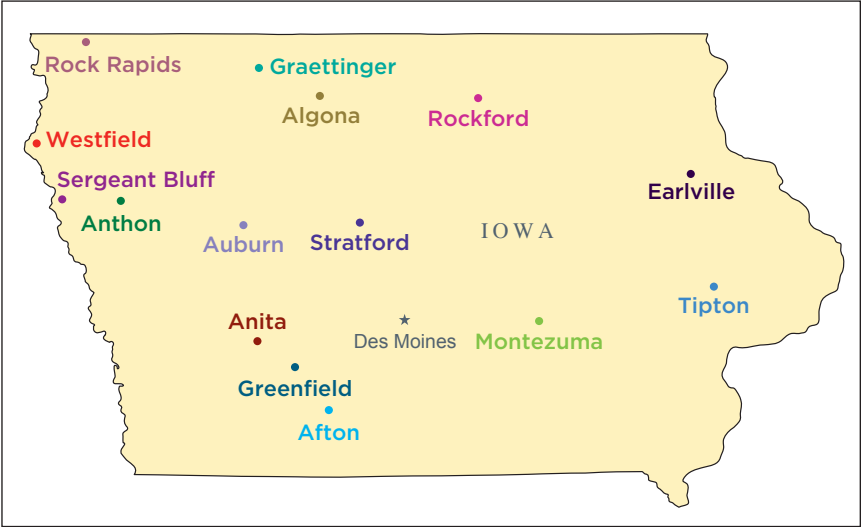 Rock Rapids
Graettinger
Algona
Rockford
Westfield
Sergeant Bluff
Earlville
Anthon
Auburn
Stratford
IOWA
Tipton
Anita
Des Moines
Montezuma
Greenfield
Afton